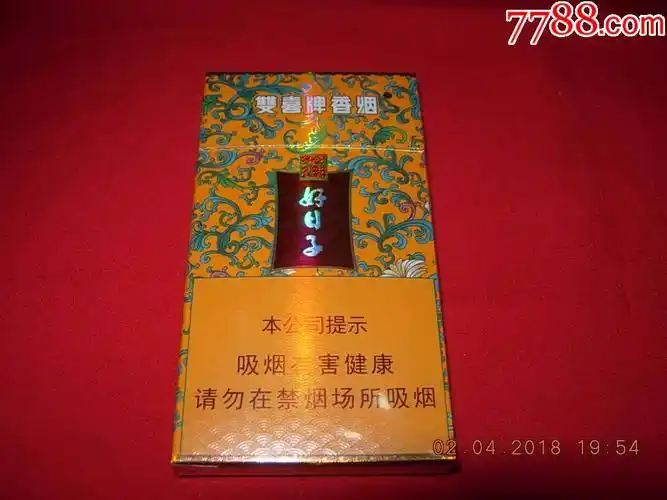 7788.com
雙喜牌香烟
好日子
本公司提示
吸烟有害健康
请勿在禁烟场所吸烟
02.04.2018 19:54